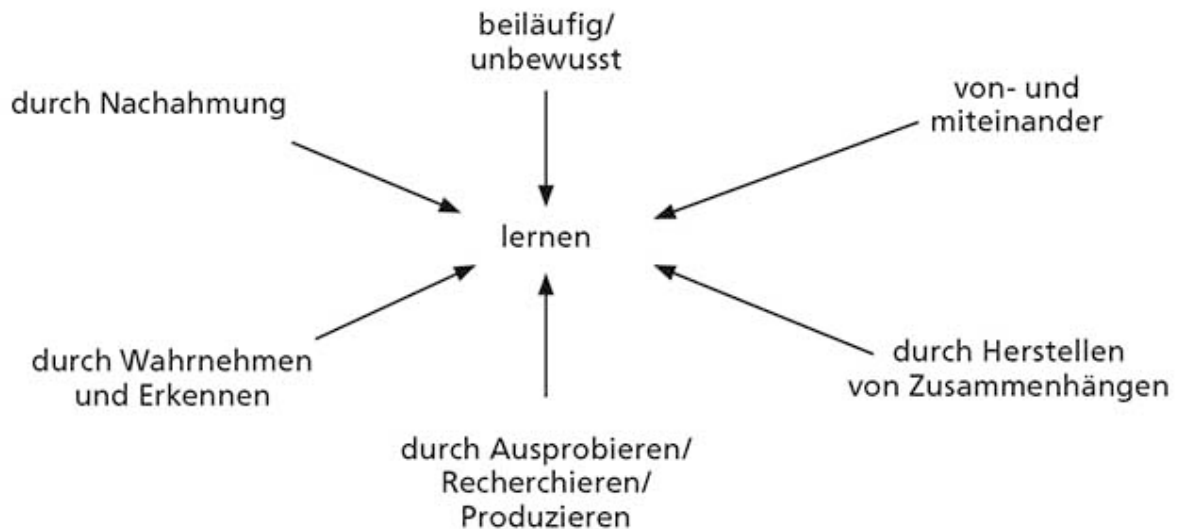 beiläufig/
unbewusst
durch Nachahmung
von- und
miteinander
lernen
durch Wahrnehmen
und Erkennen
durch Herstellen
von Zusammenhängen
durch Ausprobieren/
Recherchieren/
Produzieren